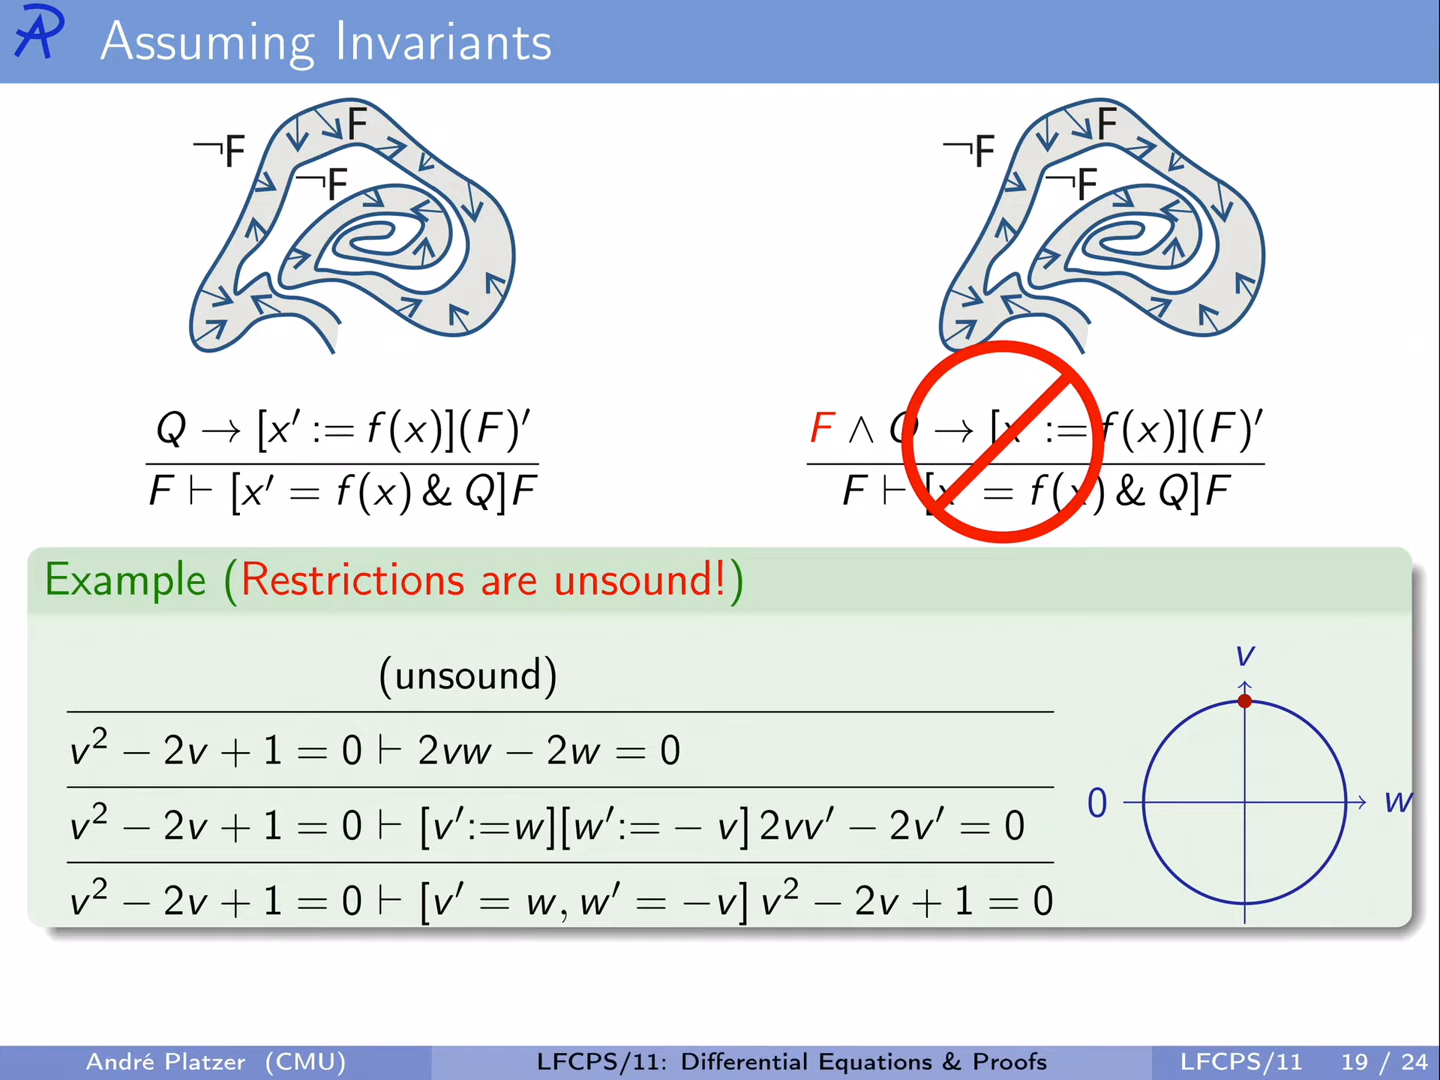 Assuming Invariants
¬F F
¬F
¬F F
¬F
Q → [x′ := f(x)](F)′
F ⊢ [x′ = f(x) & Q]F
F ∧ Q → [x′ := f(x)](F)′
F ⊢ [x′ = f(x) & Q]F
Example (Restrictions are unsound!)
(unsound)
v² − 2v + 1 = 0 ⊢ 2vw − 2w = 0
v² − 2v + 1 = 0 ⊢ [v′:=w][w′:= − v] 2vv′ − 2v′ = 0
v² − 2v + 1 = 0 ⊢ [v′ = w, w′ = −v] v² − 2v + 1 = 0
v
0
w
André Platzer (CMU)
LFCPS/11: Differential Equations & Proofs
LFCPS/11 19 / 24